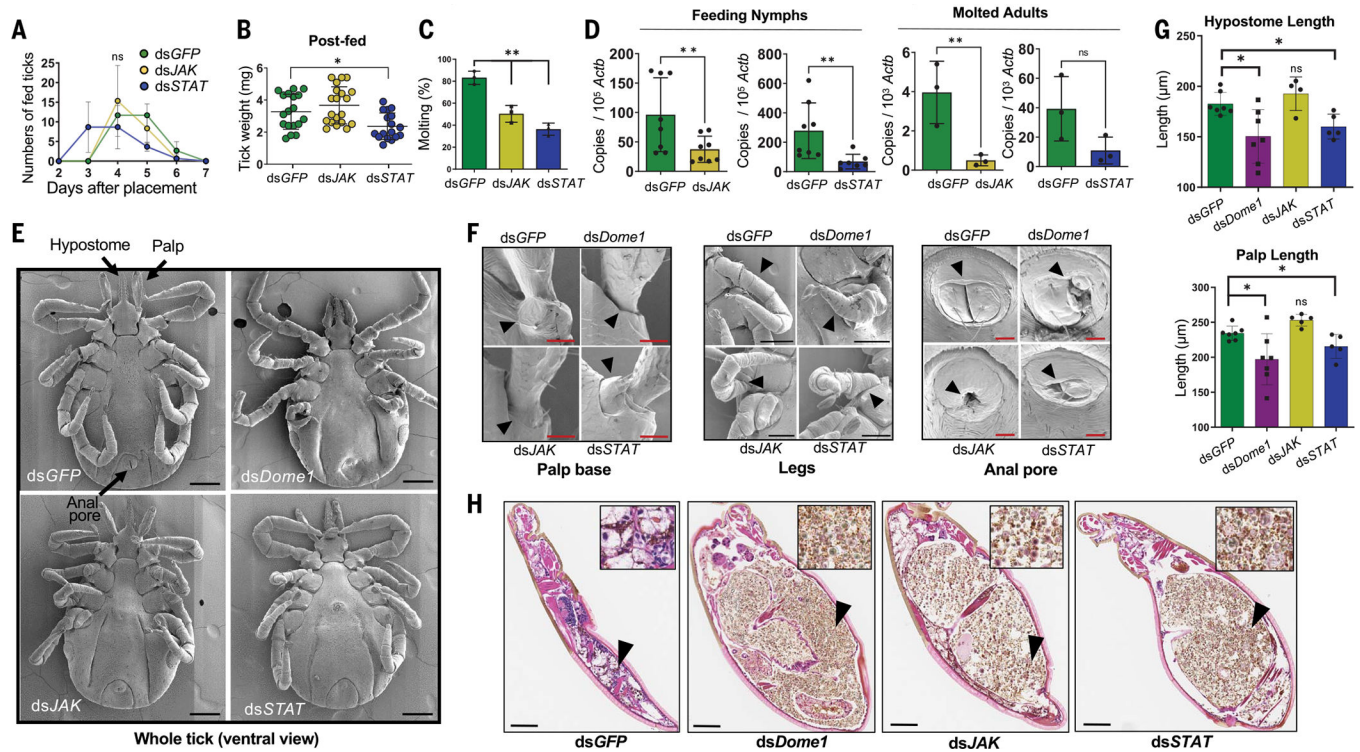 A
dsGFP
dsJAK
dsSTAT
ns
Numbers of fed ticks
25
20
15
10
5
0
2 3 4 5 6 7
Days after placement
B
Post-fed
*
Tick weight (mg)
6
4
2
0
dsGFP dsJAK dsSTAT
C
**
Molting (%)
100
80
60
40
20
0
dsGFP dsJAK dsSTAT
D
Feeding Nymphs
Molted Adults
**
Copies / 10⁵ Actb
200
150
100
50
0
dsGFP dsJAK
**
Copies / 10⁵ Actb
800
600
400
200
0
dsGFP dsSTAT
**
Copies / 10³ Actb
6
4
2
0
dsGFP dsJAK
ns
Copies / 10³ Actb
80
60
40
20
0
dsGFP dsSTAT
G
Hypostome Length
*
*
ns
Length (µm)
250
200
150
100
dsGFP dsDome1 dsJAK dsSTAT
Palp Length
*
*
ns
Length (µm)
300
250
200
150
100
dsGFP dsDome1 dsJAK dsSTAT
E
Hypostome Palp
dsGFP
Anal
pore
dsDome1
dsJAK
dsSTAT
Whole tick (ventral view)
F
dsGFP dsDome1
dsJAK dsSTAT
Palp base
dsGFP dsDome1
dsJAK dsSTAT
Legs
dsGFP dsDome1
dsJAK dsSTAT
Anal pore
H
dsGFP dsDome1 dsJAK dsSTAT